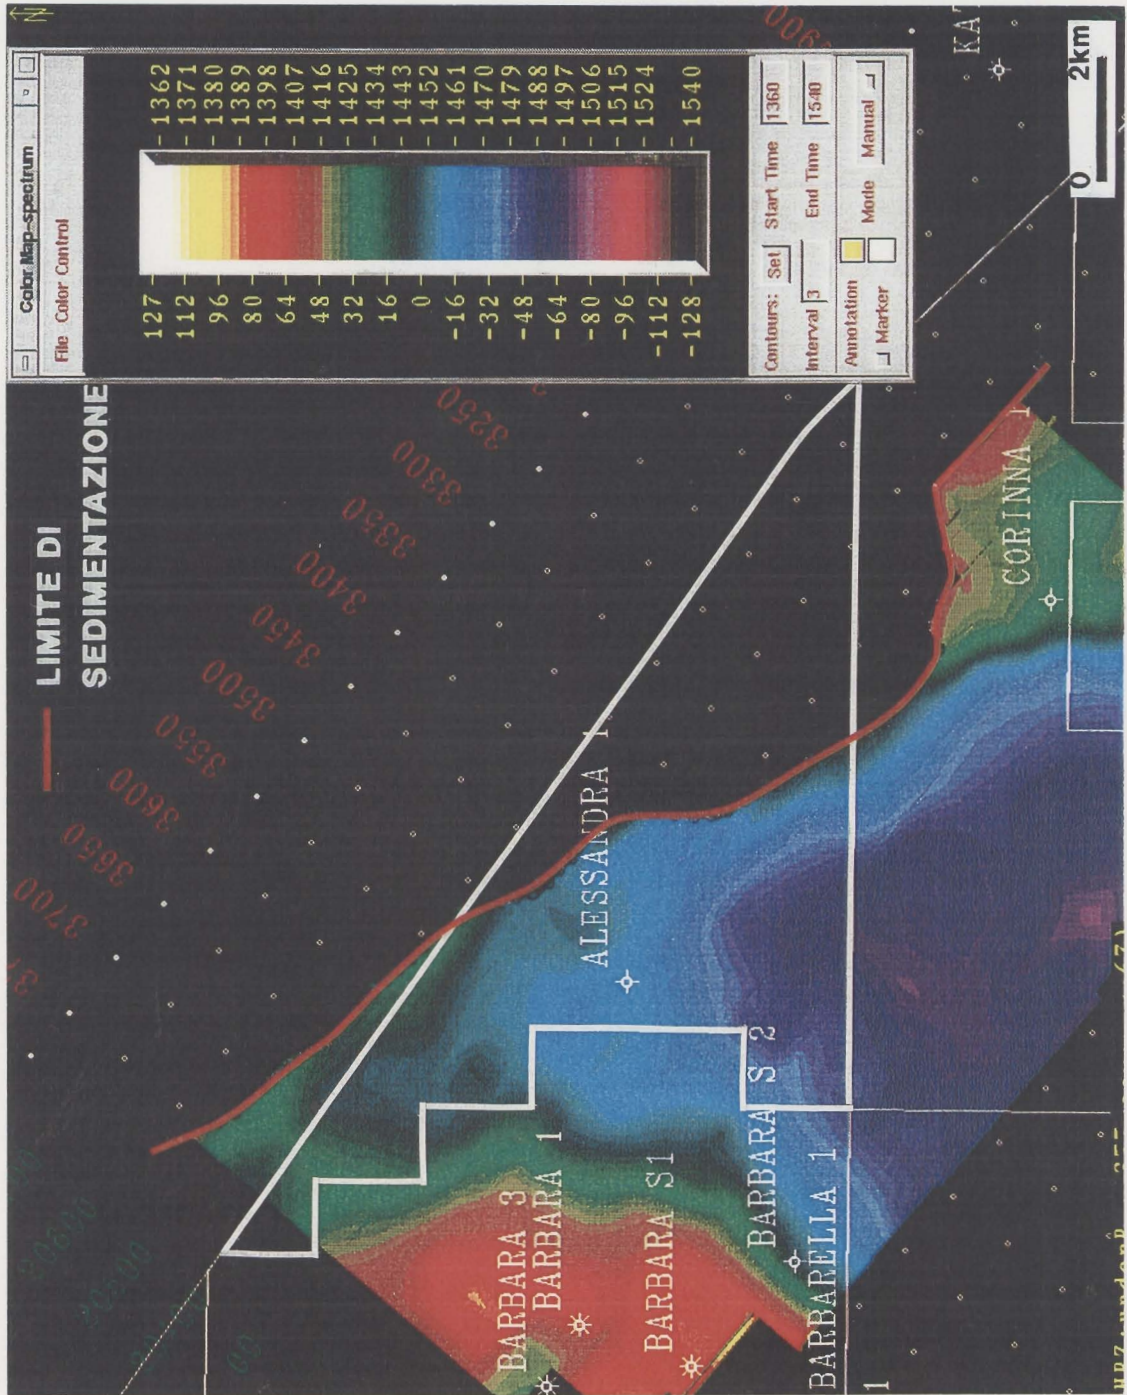 N
Color Map-spectrum
File Color Control
127
112
96
80
64
48
32
16
0
-16
-32
-48
-64
-80
-96
-112
-128
-1362
-1371
-1380
-1389
-1398
-1407
-1416
-1425
-1434
-1443
-1452
-1461
-1470
-1479
-1488
-1497
-1506
-1515
-1524
-1540
Contours: Set Start Time 1360
Interval 3 End Time 1540
Annotation Mode Manual
Marker
LIMITE DI
SEDIMENTAZIONE
3700
3650
3600
3550
3500
3450
3400
3350
3300
3250
0 2km
CORINNA 1
ALESSANDRA 1
BARBARA 3
BARBARA 1
BARBARA S1
BARBARA S 2
BARBARELLA 1
1